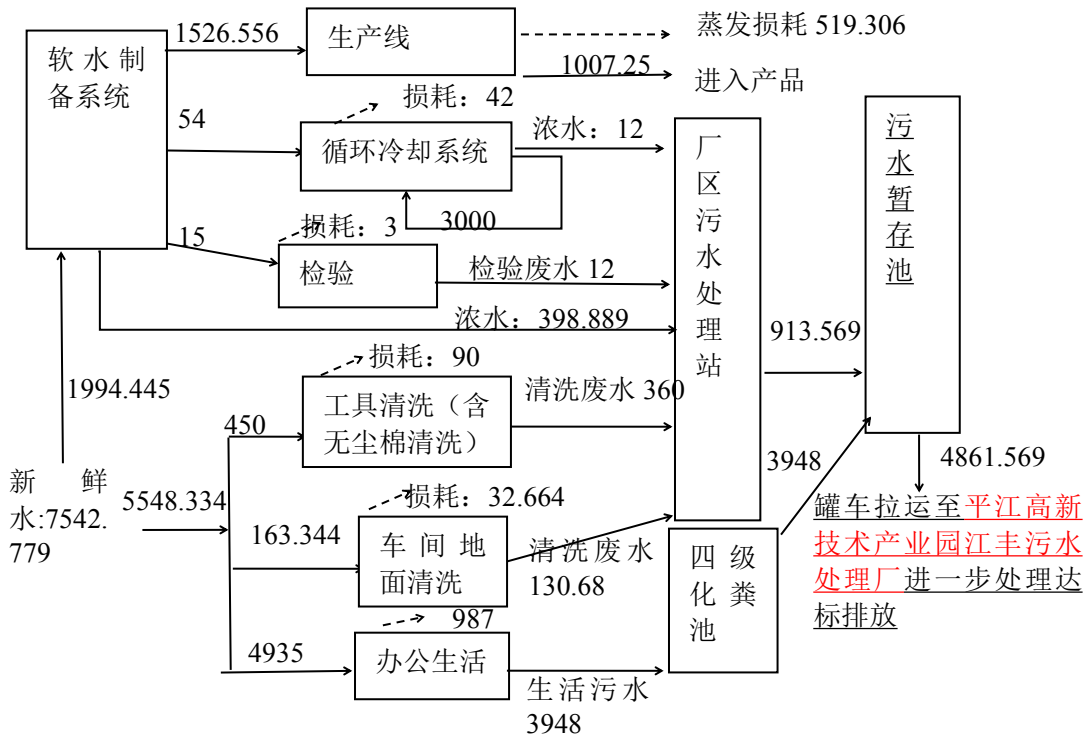 1526.556
生产线
蒸发损耗 519.306
软水制
备系统
1007.25
进入产品
损耗：42
54
浓水：12
循环冷却系统
3000
损耗：3
15
检验
检验废水 12
浓水：398.889
厂
区
污
水
处
理
站
污
水
暂
存
池
913.569
损耗：90
1994.445
工具清洗（含
无尘棉清洗）
清洗废水 360
450
3948
4861.569
新鲜
水:7542.
779
5548.334
损耗：32.664
163.344
车间地
面清洗
清洗废水
130.68
四级
化粪
池
罐车拉运至平江高新
技术产业园江丰污水
处理厂进一步处理达
标排放
987
4935
办公生活
生活污水
3948